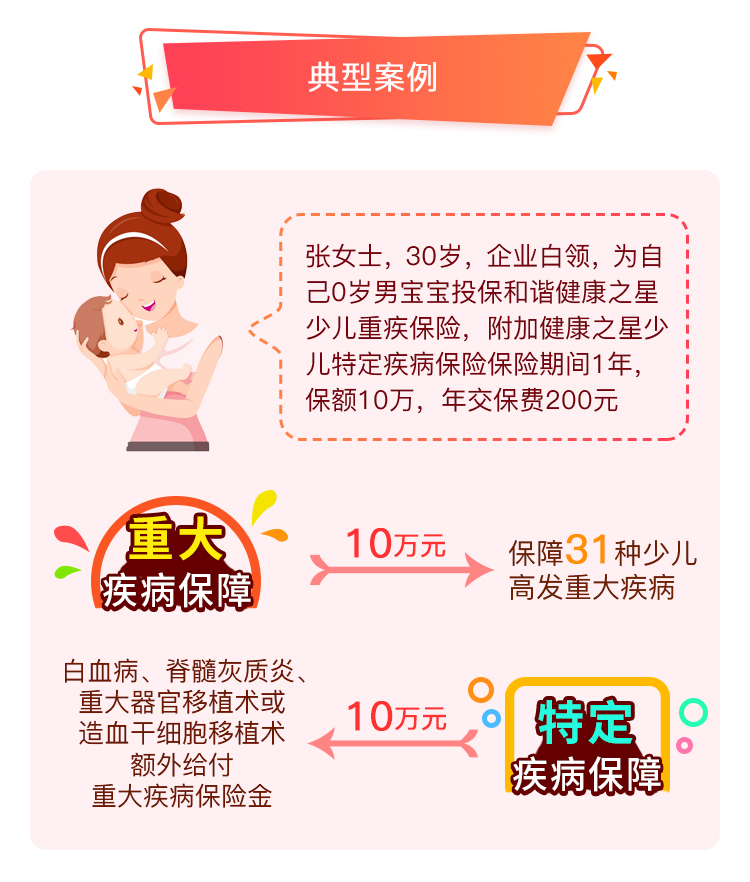 典型案例
张女士，30岁，企业白领，为自
己0岁男宝宝投保和谐健康之星
少儿重疾保险，附加健康之星少
儿特定疾病保险保险期间1年，
保额10万，年交保费200元
重大
疾病保障
10万元
保障31种少儿
高发重大疾病
白血病、脊髓灰质炎、
重大器官移植术或
造血干细胞移植术
额外给付
重大疾病保险金
10万元
特定
疾病保障